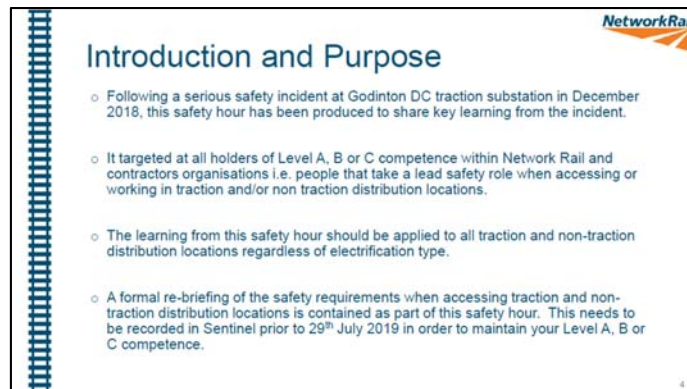 NetworkRail
Introduction and Purpose
o Following a serious safety incident at Godinton DC traction substation in December
2018, this safety hour has been produced to share key learning from the incident.
o It targeted at all holders of Level A, B or C competence within Network Rail and
contractors organisations i.e. people that take a lead safety role when accessing or
working in traction and/or non traction distribution locations.
o The learning from this safety hour should be applied to all traction and non-traction
distribution locations regardless of electrification type.
o A formal re-briefing of the safety requirements when accessing traction and non-
traction distribution locations is contained as part of this safety hour. This needs to
be recorded in Sentinel prior to 29th July 2019 in order to maintain your Level A, B or
C competence.
4